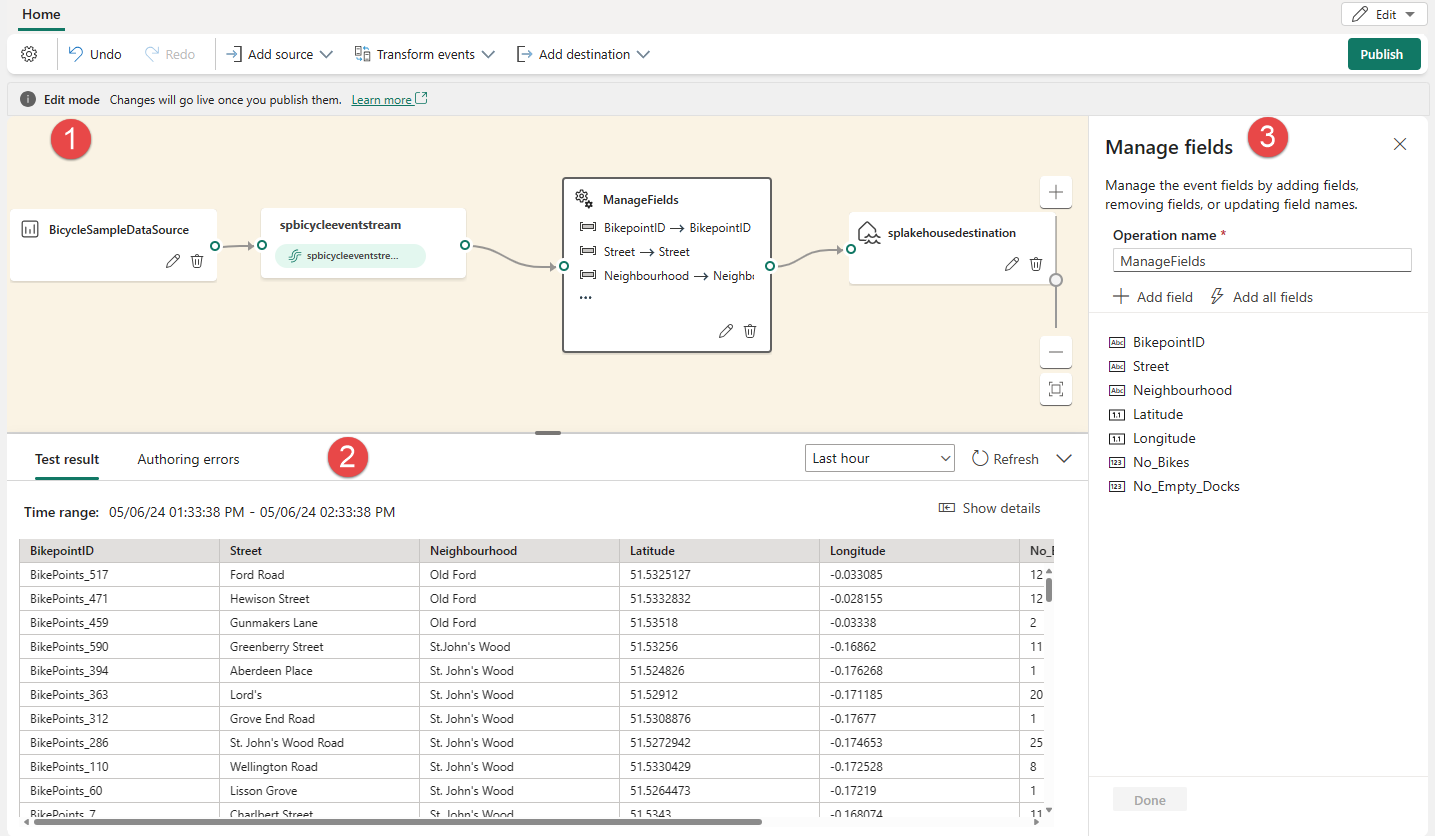 Home
Edit
Undo
Redo
Add source
Transform events
Add destination
Publish
Edit mode Changes will go live once you publish them. Learn more
1
BicycleSampleDataSource
spbicycleeventstream
spbicycleeventstre...
ManageFields
BikepointID → BikepointID
Street → Street
Neighbourhood → Neighb
...
splakehousedestination
Manage fields
3
Manage the event fields by adding fields,
removing fields, or updating field names.
Operation name *
ManageFields
Add field
Add all fields
Abc BikepointID
Abc Street
Abc Neighbourhood
1.1 Latitude
1.1 Longitude
123 No_Bikes
123 No_Empty_Docks
Done
Test result
Authoring errors
2
Last hour
Refresh
Time range: 05/06/24 01:33:38 PM - 05/06/24 02:33:38 PM
Show details
BikepointID Street Neighbourhood Latitude Longitude No_
BikePoints_517 Ford Road Old Ford 51.5325127 -0.033085 12
BikePoints_471 Hewison Street Old Ford 51.5332832 -0.028155 12
BikePoints_459 Gunmakers Lane Old Ford 51.53518 -0.03338 2
BikePoints_590 Greenberry Street St.John's Wood 51.53256 -0.16862 11
BikePoints_394 Aberdeen Place St. John's Wood 51.524826 -0.176268 1
BikePoints_363 Lord's St. John's Wood 51.52912 -0.171185 20
BikePoints_312 Grove End Road St. John's Wood 51.5308876 -0.17677 1
BikePoints_286 St. John's Wood Road St. John's Wood 51.5272942 -0.174653 25
BikePoints_110 Wellington Road St. John's Wood 51.5330429 -0.172528 8
BikePoints_60 Lisson Grove St. John's Wood 51.5264473 -0.17219 1
BikePoints_7 Charlbert Street St. John's Wood 51.5343 -0.168074 11